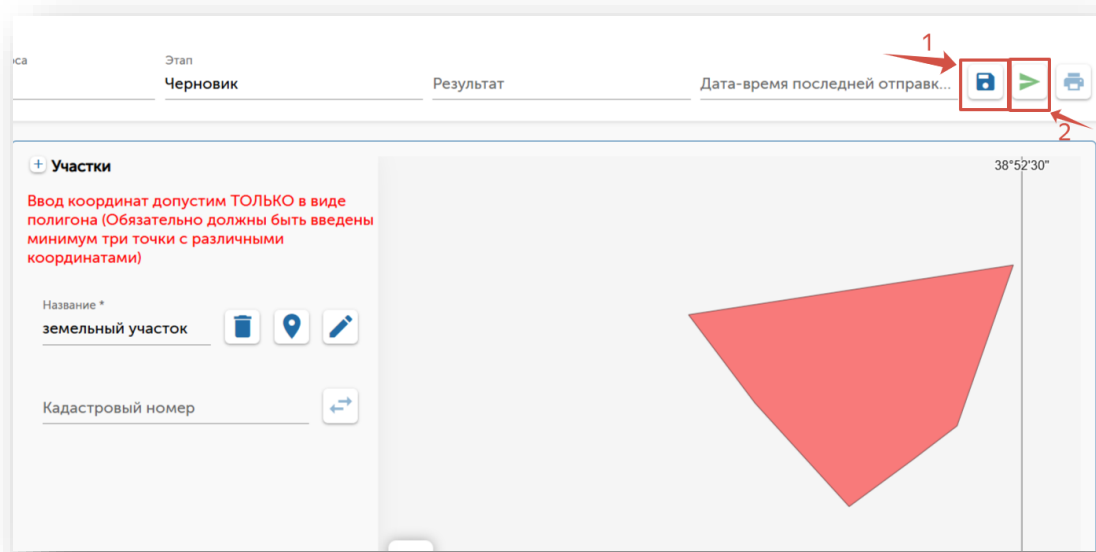 1
са Этап
Черновик Результат Дата-время последней отправк...
2
+ Участки 38°52'30"
Ввод координат допустим ТОЛЬКО в виде
полигона (Обязательно должны быть введены
минимум три точки с различными
координатами)
Название *
земельный участок
Кадастровый номер